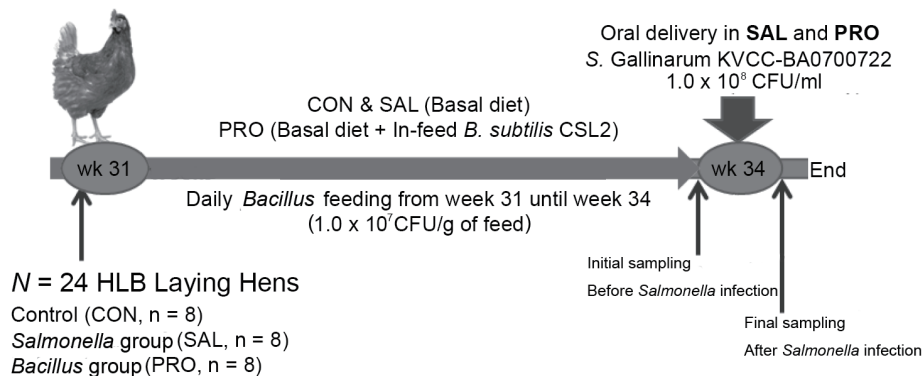 Oral delivery in SAL and PRO
S. Gallinarum KVCC-BA0700722
1.0 x 10⁸ CFU/ml
CON & SAL (Basal diet)
PRO (Basal diet + In-feed B. subtilis CSL2)
wk 31
wk 34
End
Daily Bacillus feeding from week 31 until week 34
(1.0 x 10⁷CFU/g of feed)
N = 24 HLB Laying Hens
Control (CON, n = 8)
Salmonella group (SAL, n = 8)
Bacillus group (PRO, n = 8)
Initial sampling
Before Salmonella infection
Final sampling
After Salmonella infection